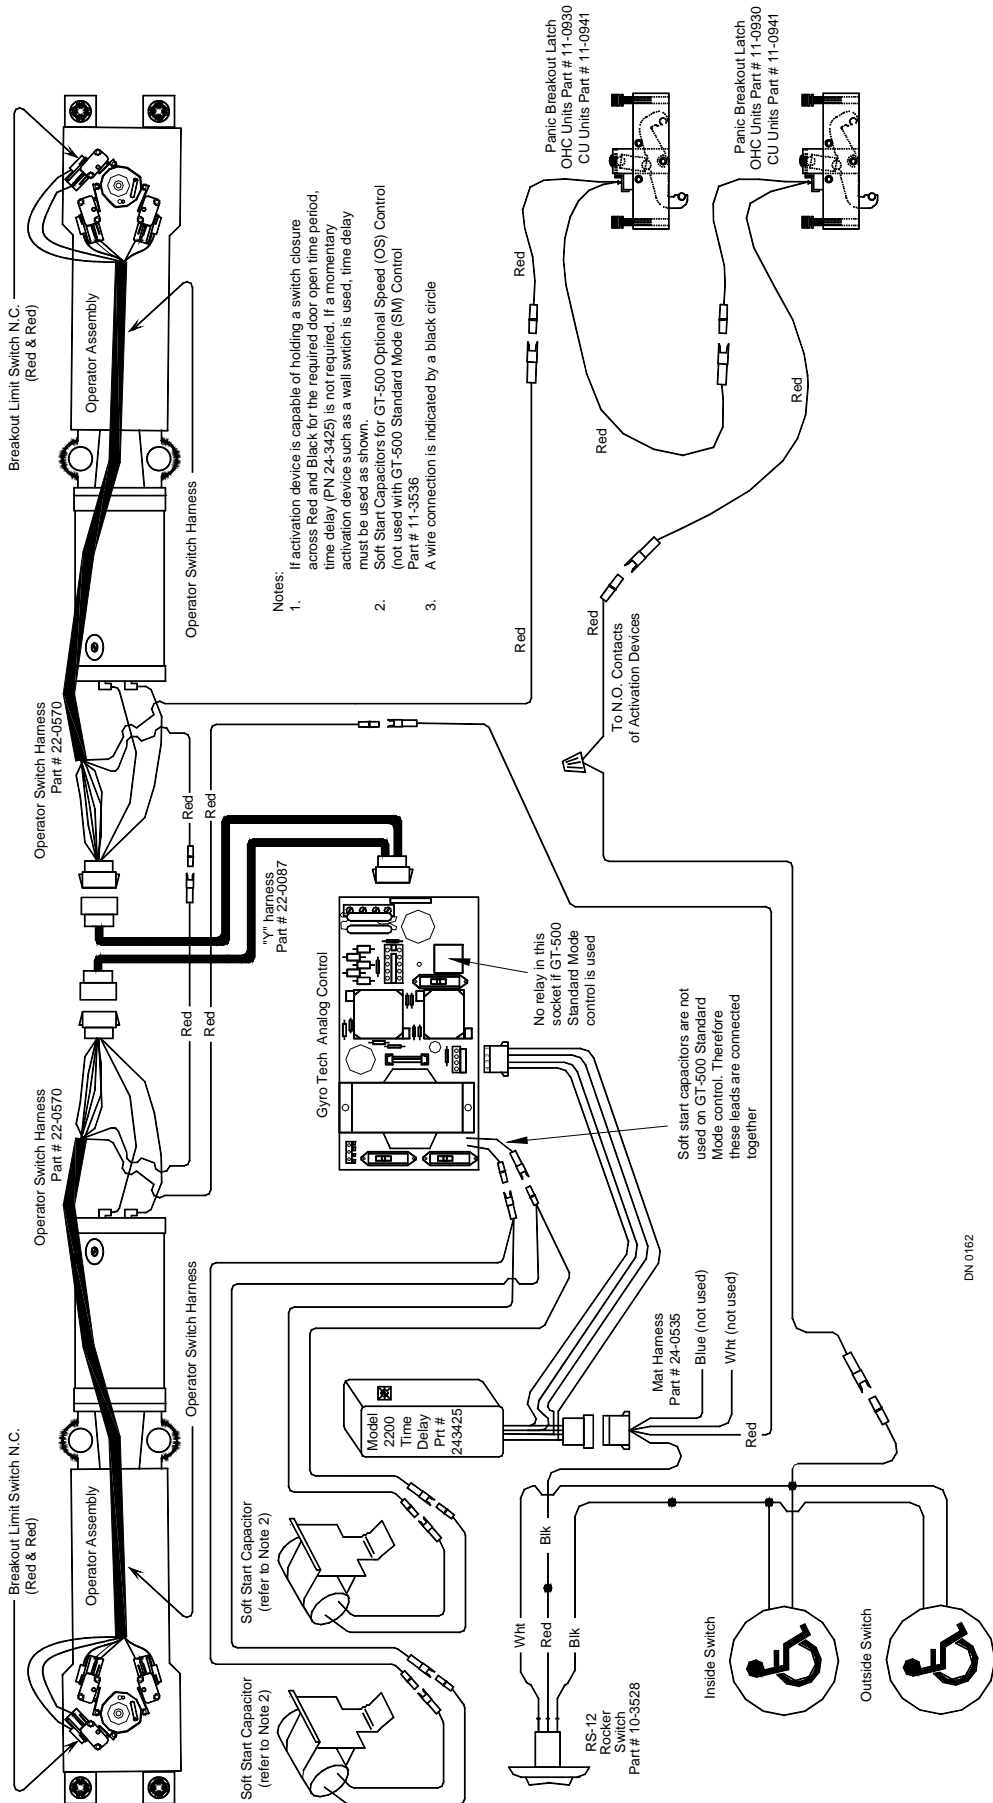 Breakout Limit Switch N.C.
(Red & Red)
Operator Assembly
Operator Switch Harness
Operator Switch Harness
Part # 22-0570
Red
Red
"Y" harness
Part # 22-0087
Red
Red
Operator Switch Harness
Part # 22-0570
Operator Switch Harness
Operator Assembly
Breakout Limit Switch N.C.
(Red & Red)
Notes:
1. If activation device is capable of holding a switch closure
across Red and Black for the required door open time period,
time delay (PN 24-3425) is not required. If a momentary
activation device such as a wall swtich is used, time delay
must be used as shown.
2. Soft Start Capacitors for GT-500 Optional Speed (OS) Control
(not used with GT-500 Standard Mode (SM) Control
Part # 11-3536
3. A wire connection is indicated by a black circle
Gyro Tech Analog Control
No relay in this
socket if GT-500
Standard Mode
control is used
Soft start capacitors are not
used on GT-500 Standard
Mode control. Therefore
these leads are connected
together
Soft Start Capacitor
(refer to Note 2)
Soft Start Capacitor
(refer to Note 2)
Model
2200
Time
Delay
Prt #
243425
Mat Harness
Part # 24-0535
Blue (not used)
Wht (not used)
Red
Blk
Wht
Red
Blk
Blk
RS-12
Rocker
Switch
Part # 10-3528
Inside Switch
Outside Switch
To N.O. Contacts
of Activation Devices
Red
Red
Red
Red
Red
Panic Breakout Latch
OHC Units Part # 11-0930
CU Units Part # 11-0941
Panic Breakout Latch
OHC Units Part # 11-0930
CU Units Part # 11-0941
DN 0162